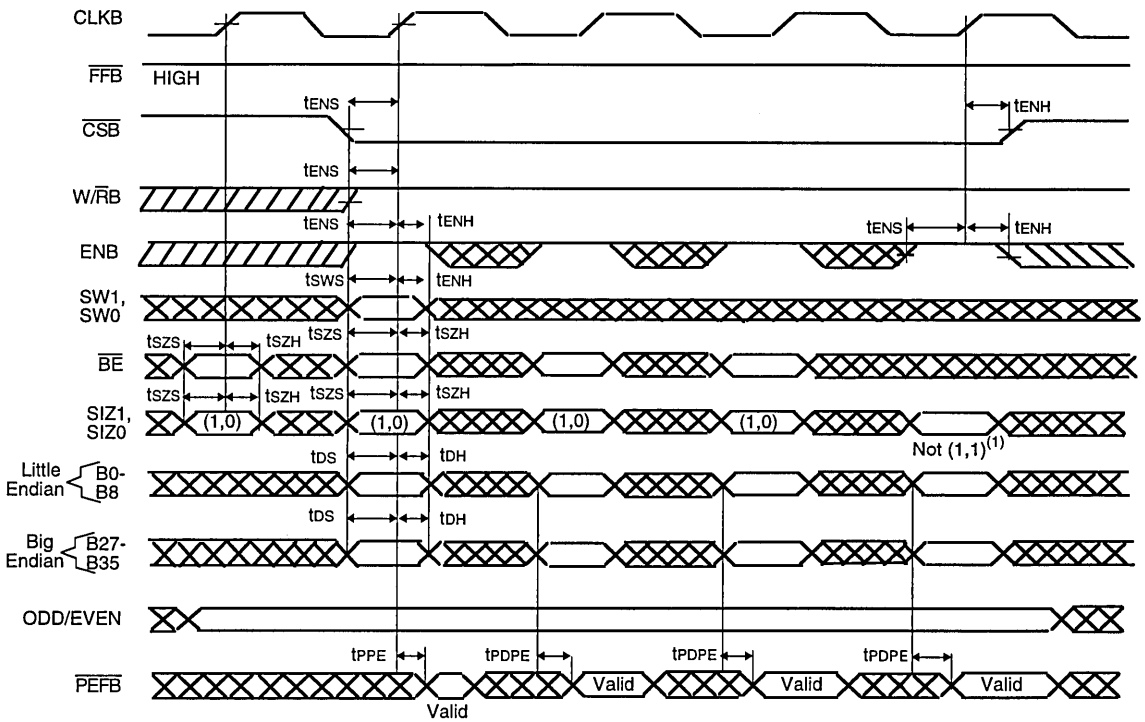 CLKB
FFB HIGH
tENS tENH
CSB
tENS
W/RB
tENS tENH tENS tENH
ENB
tSWS tENH
SW1,
SW0
tSZS tSZH tSZS tSZH
BE
tSZS tSZH tSZS tSZH
SIZ1,
SIZ0
(1,0) (1,0) (1,0) (1,0)
Not (1,1)(1)
tDS tDH
Little
Endian
B0-
B8
tDS tDH
Big
Endian
B27-
B35
ODD/EVEN
tPPE tPDPE tPDPE tPDPE
PEFB Valid Valid Valid
Valid